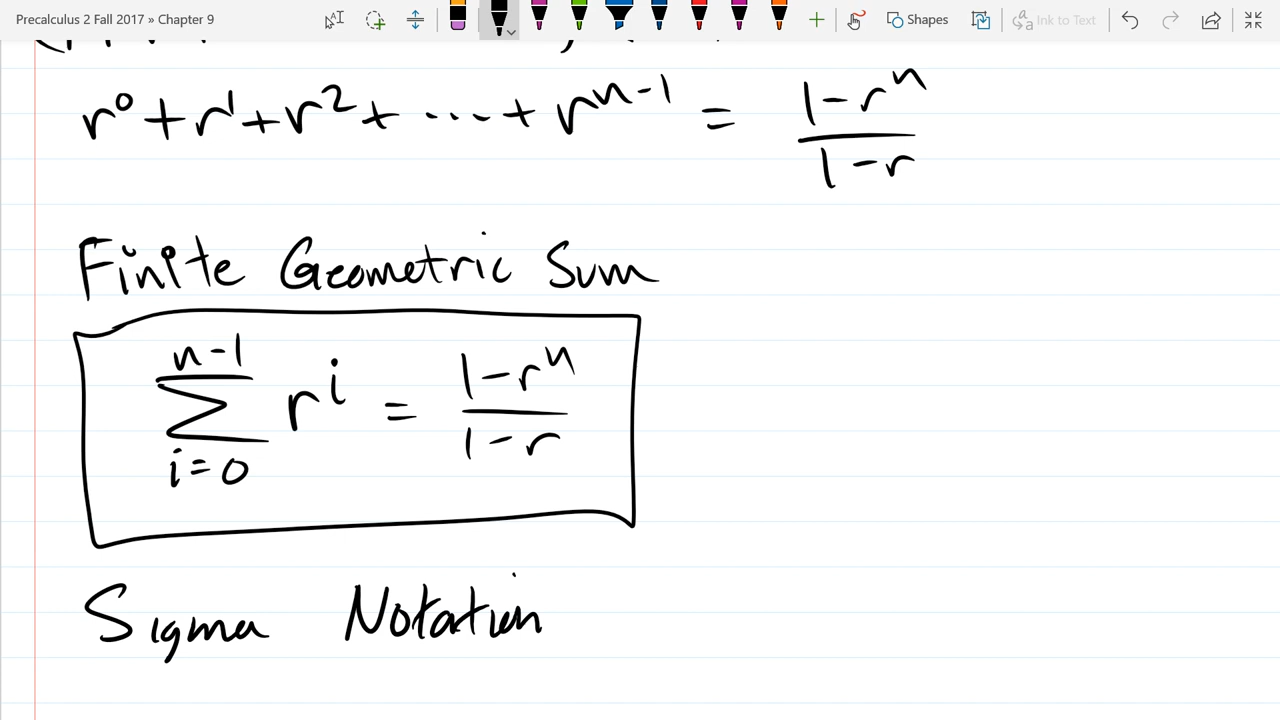 Precalculus 2 Fall 2017 » Chapter 9
Shapes
Ink to Text
r⁰ + r¹ + r² + ⋯ + rⁿ⁻¹ = (1-rⁿ)/(1-r)
Finite Geometric Sum
∑_{i=0}^{n-1} rⁱ = (1-rⁿ)/(1-r)
Sigma Notation